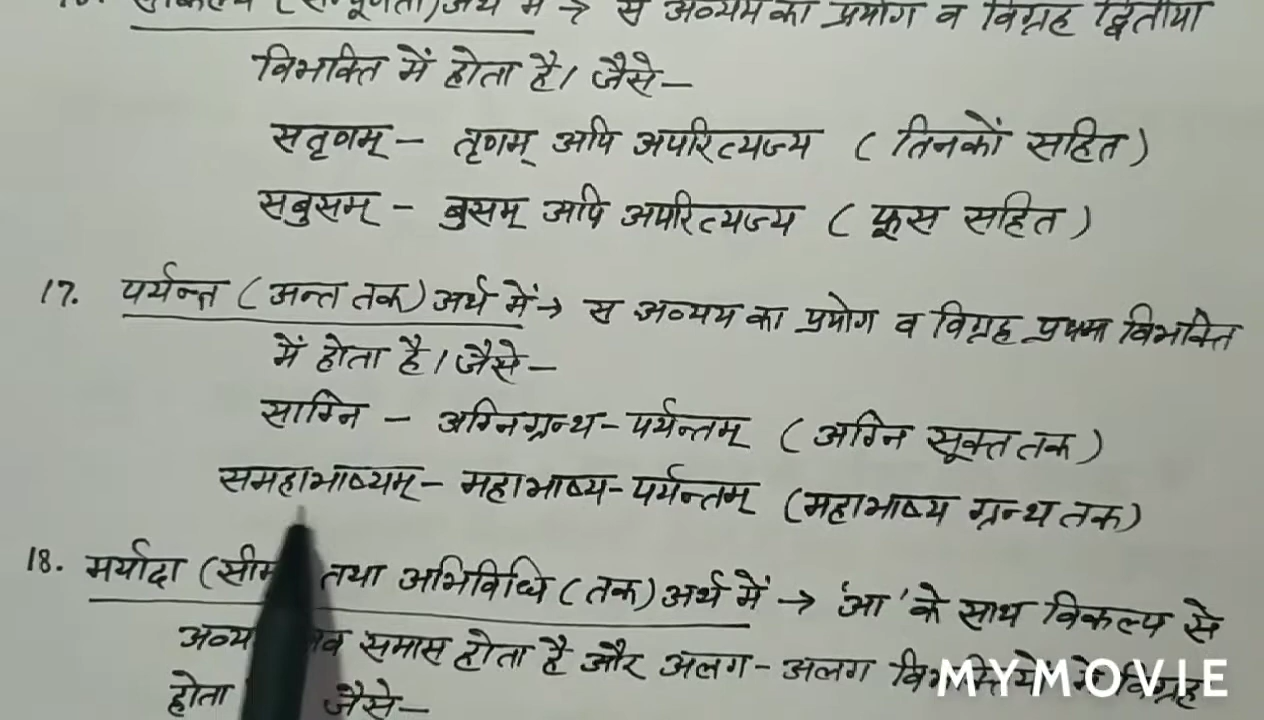 अर्थ में → स अव्यय का प्रयोग व विग्रह द्वितीया
विभक्ति में होता है। जैसे—
सतृणम् – तृणम् अपि अपरित्यज्य ( तिनकों सहित)
सबुसम् – बुसम् अपि अपरित्यज्य ( फूस सहित)
17. पर्यन्त (अन्त तक) अर्थ में → स अव्यय का प्रयोग व विग्रह प्रथमा विभक्ति
में होता है। जैसे—
साग्नि – अग्निग्रन्थ-पर्यन्तम् ( अग्नि सूक्त तक)
समहाभाष्यम् – महाभाष्य-पर्यन्तम् (महाभाष्य ग्रन्थ तक)
18. मर्यादा तथा अभिविधि (तक) अर्थ में → 'आ' के साथ विकल्प से
समास होता है और अलग-अलग विग्रह
होता जैसे—
MYMOVIE